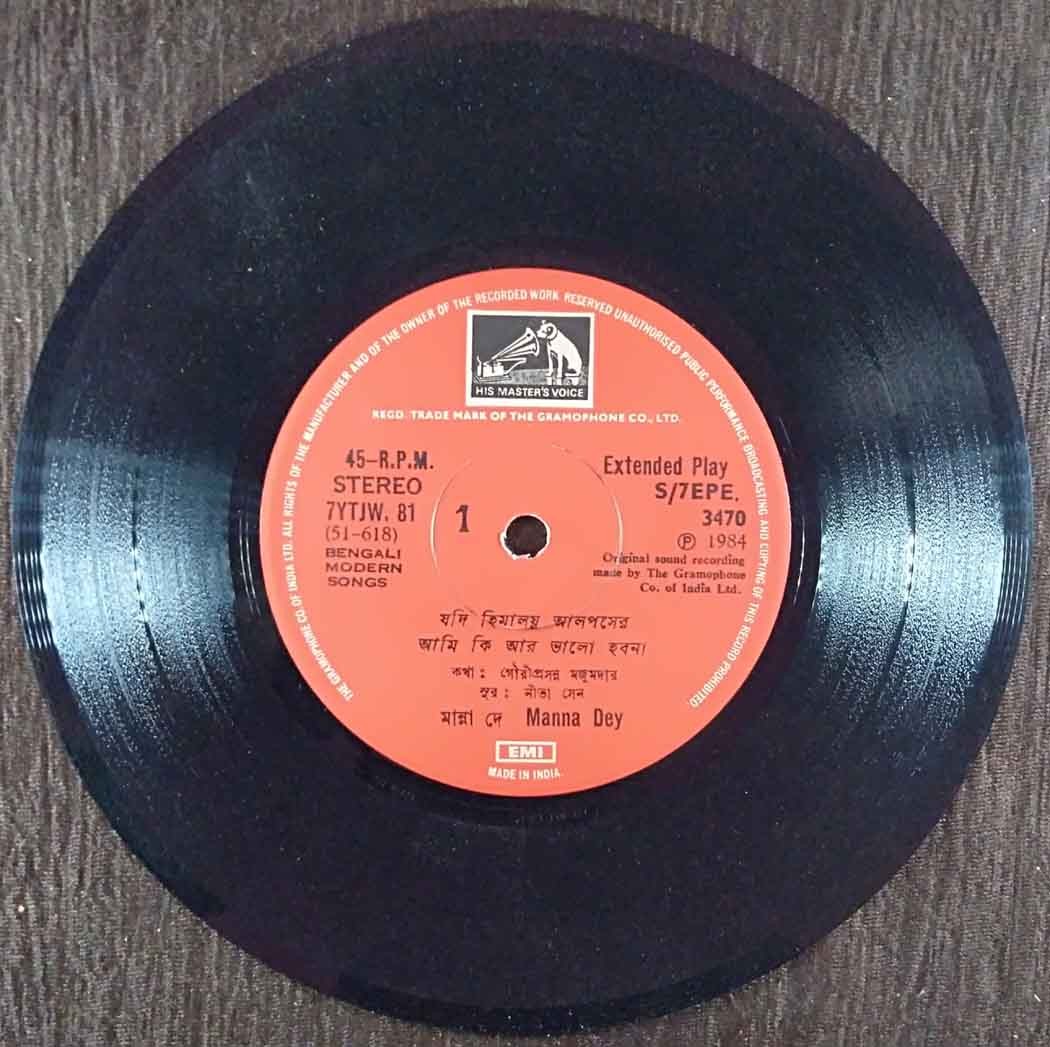 THE GRAMOPHONE CO. OF INDIA LTD. ALL RIGHTS OF THE MANUFACTURER AND OF THE OWNER OF THE RECORDED WORK RESERVED UNAUTHORISED PUBLIC PERFORMANCE BROADCASTING AND COPYING OF THIS RECORD PROHIBITED
HIS MASTER'S VOICE
REGD. TRADE MARK OF THE GRAMOPHONE CO., LTD.
45-R.P.M.
STEREO
7YTJW. 81
(51-618)
BENGALI
MODERN
SONGS
1
Extended Play
S/7EPE.
3470
Ⓟ 1984
Original sound recording
made by The Gramophone
Co. of India Ltd.
যদি হিমালয় আলপসের
আমি কি আর ভালো হবনা
কথা : গৌরীপ্রসন্ন মজুমদার
সুর : নীতা সেন
মান্না দে Manna Dey
EMI
MADE IN INDIA.